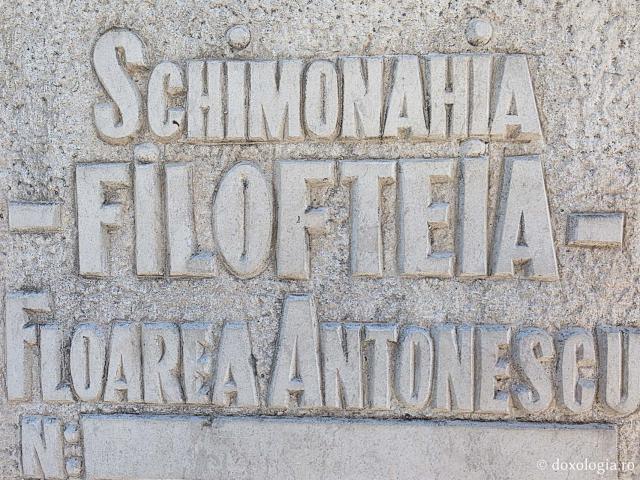 SCHIMONAHIA
- FILOFTEIA -
FLOAREA ANTONESCU
N:
© doxologia.ro